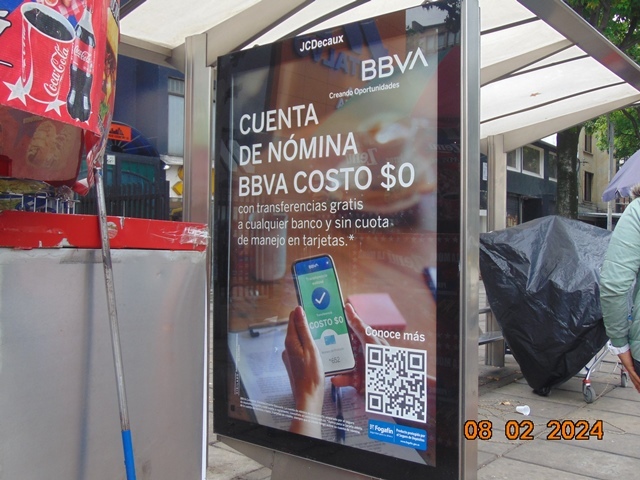 JCDecaux
BBVA
Creando Oportunidades
CUENTA
DE NÓMINA
BBVA COSTO $0
con transferencias gratis
a cualquier banco y sin cuota
de manejo en tarjetas.*
COSTO $0
Conoce más
Fogafín
Coca-Cola
08 02 2024